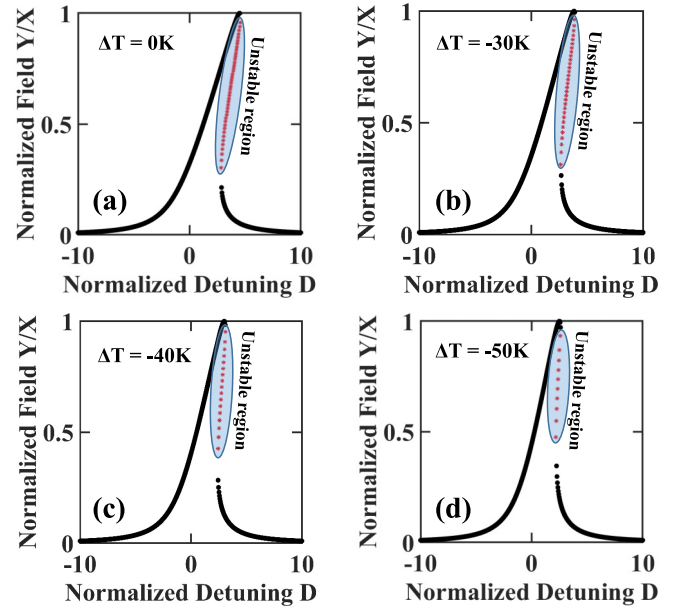 1
ΔT = 0K
Unstable region
Normalized Field Y/X
0.5
(a)
0
-10
0
10
Normalized Detuning D
1
ΔT = -30K
Unstable region
Normalized Field Y/X
0.5
(b)
0
-10
0
10
Normalized Detuning D
1
ΔT = -40K
Unstable region
Normalized Field Y/X
0.5
(c)
0
-10
0
10
Normalized Detuning D
1
ΔT = -50K
Unstable region
Normalized Field Y/X
0.5
(d)
0
-10
0
10
Normalized Detuning D